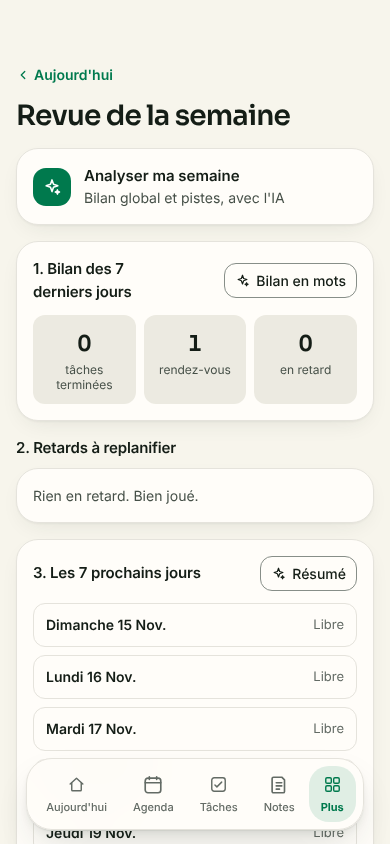 Aujourd'hui
Revue de la semaine
Analyser ma semaine
Bilan global et pistes, avec l'IA
1. Bilan des 7
derniers jours
Bilan en mots
0
tâches
terminées
1
rendez-vous
0
en retard
2. Retards à replanifier
Rien en retard. Bien joué.
3. Les 7 prochains jours
Résumé
Dimanche 15 Nov.
Libre
Lundi 16 Nov.
Libre
Mardi 17 Nov.
Libre
Aujourd'hui
Agenda
Tâches
Notes
Plus
Jeudi 19 Nov.
Libre